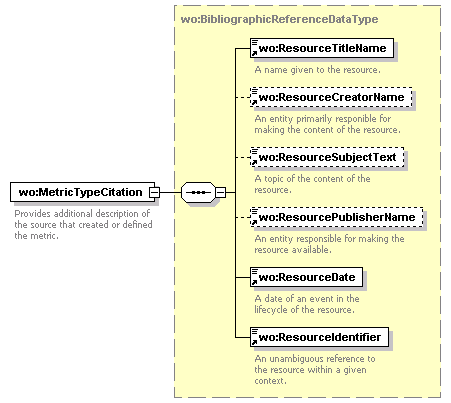 wo:BibliographicReferenceDataType
wo:ResourceTitleName
A name given to the resource.
wo:ResourceCreatorName
An entity primarily responible for
making the content of the resource.
wo:ResourceSubjectText
A topic of the content of the
resource.
wo:MetricTypeCitation
Provides additional description of
the source that created or defined
the metric.
wo:ResourcePublisherName
An entity responsible for making the
resource available.
wo:ResourceDate
A date of an event in the
lifecycle of the resource.
wo:ResourceIdentifier
An unambiguous reference to
the resource within a given
context.